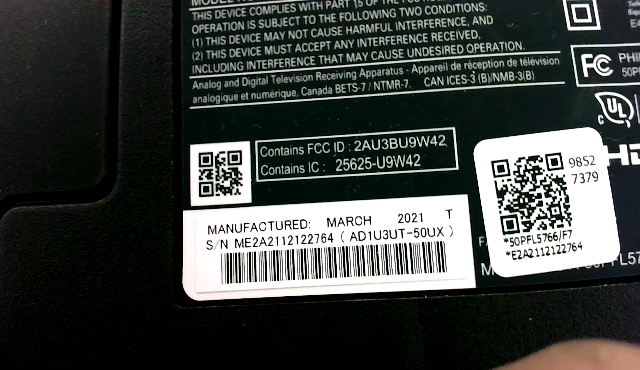 THIS DEVICE COMPLIES WITH PART 15 OF THE FCC RULES.
OPERATION IS SUBJECT TO THE FOLLOWING TWO CONDITIONS:
(1) THIS DEVICE MAY NOT CAUSE HARMFUL INTERFERENCE, AND
(2) THIS DEVICE MUST ACCEPT ANY INTERFERENCE RECEIVED,
INCLUDING INTERFERENCE THAT MAY CAUSE UNDESIRED OPERATION.
Analog and Digital Television Receiving Apparatus - Appareil de réception de télévision
analogique et numérique, Canada BETS-7 / NTMR-7. CAN ICES-3 (B)/NMB-3(B)
FC
PHI
50PF
c UL
Contains FCC ID : 2AU3BU9W42
Contains IC : 25625-U9W42
9852
7379
*50PFL5766/F7
*E2A2112122764
MANUFACTURED: MARCH 2021 T
S/N ME2A2112122764 ( AD1U3UT-50UX )